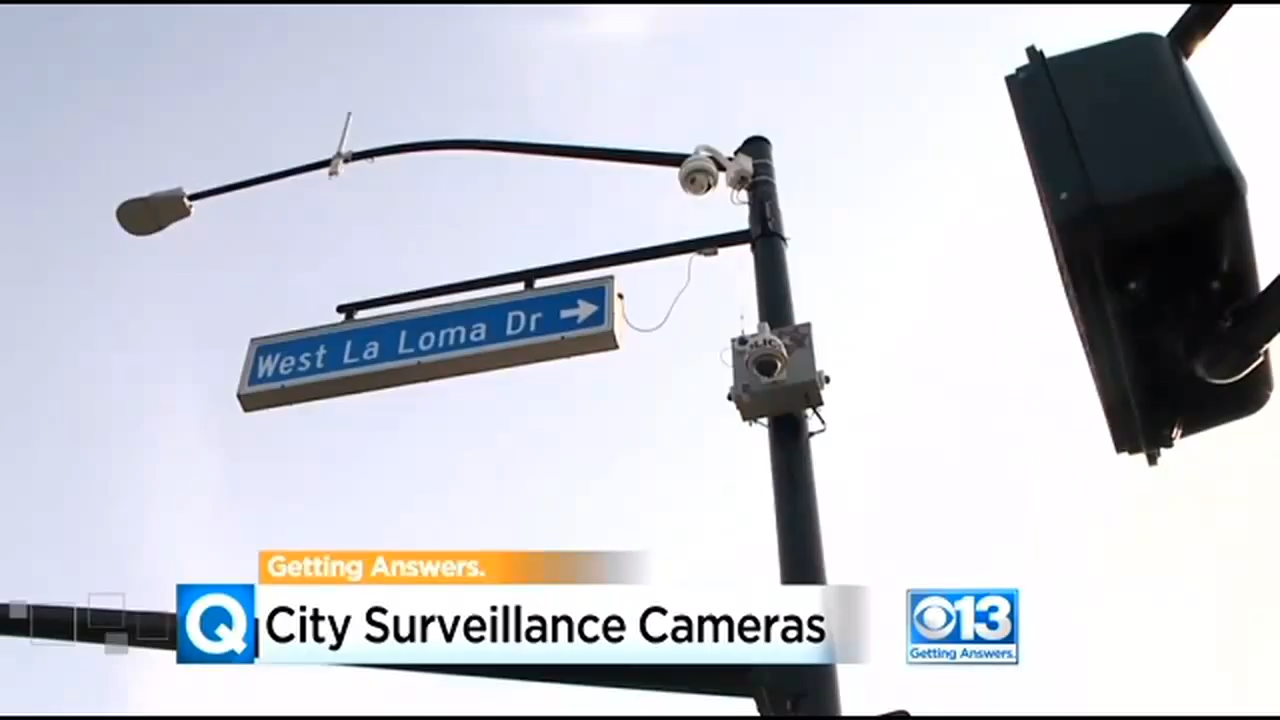 West La Loma Dr →
Getting Answers.
Q City Surveillance Cameras
13
Getting Answers.